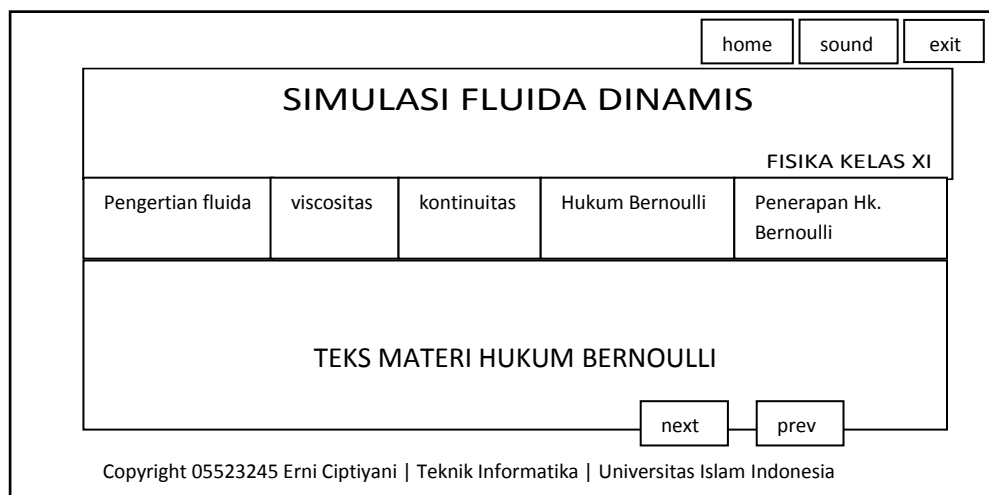 home sound exit
SIMULASI FLUIDA DINAMIS
FISIKA KELAS XI
Pengertian fluida viscositas kontinuitas Hukum Bernoulli Penerapan Hk.
Bernoulli
TEKS MATERI HUKUM BERNOULLI
next prev
Copyright 05523245 Erni Ciptiyani | Teknik Informatika | Universitas Islam Indonesia